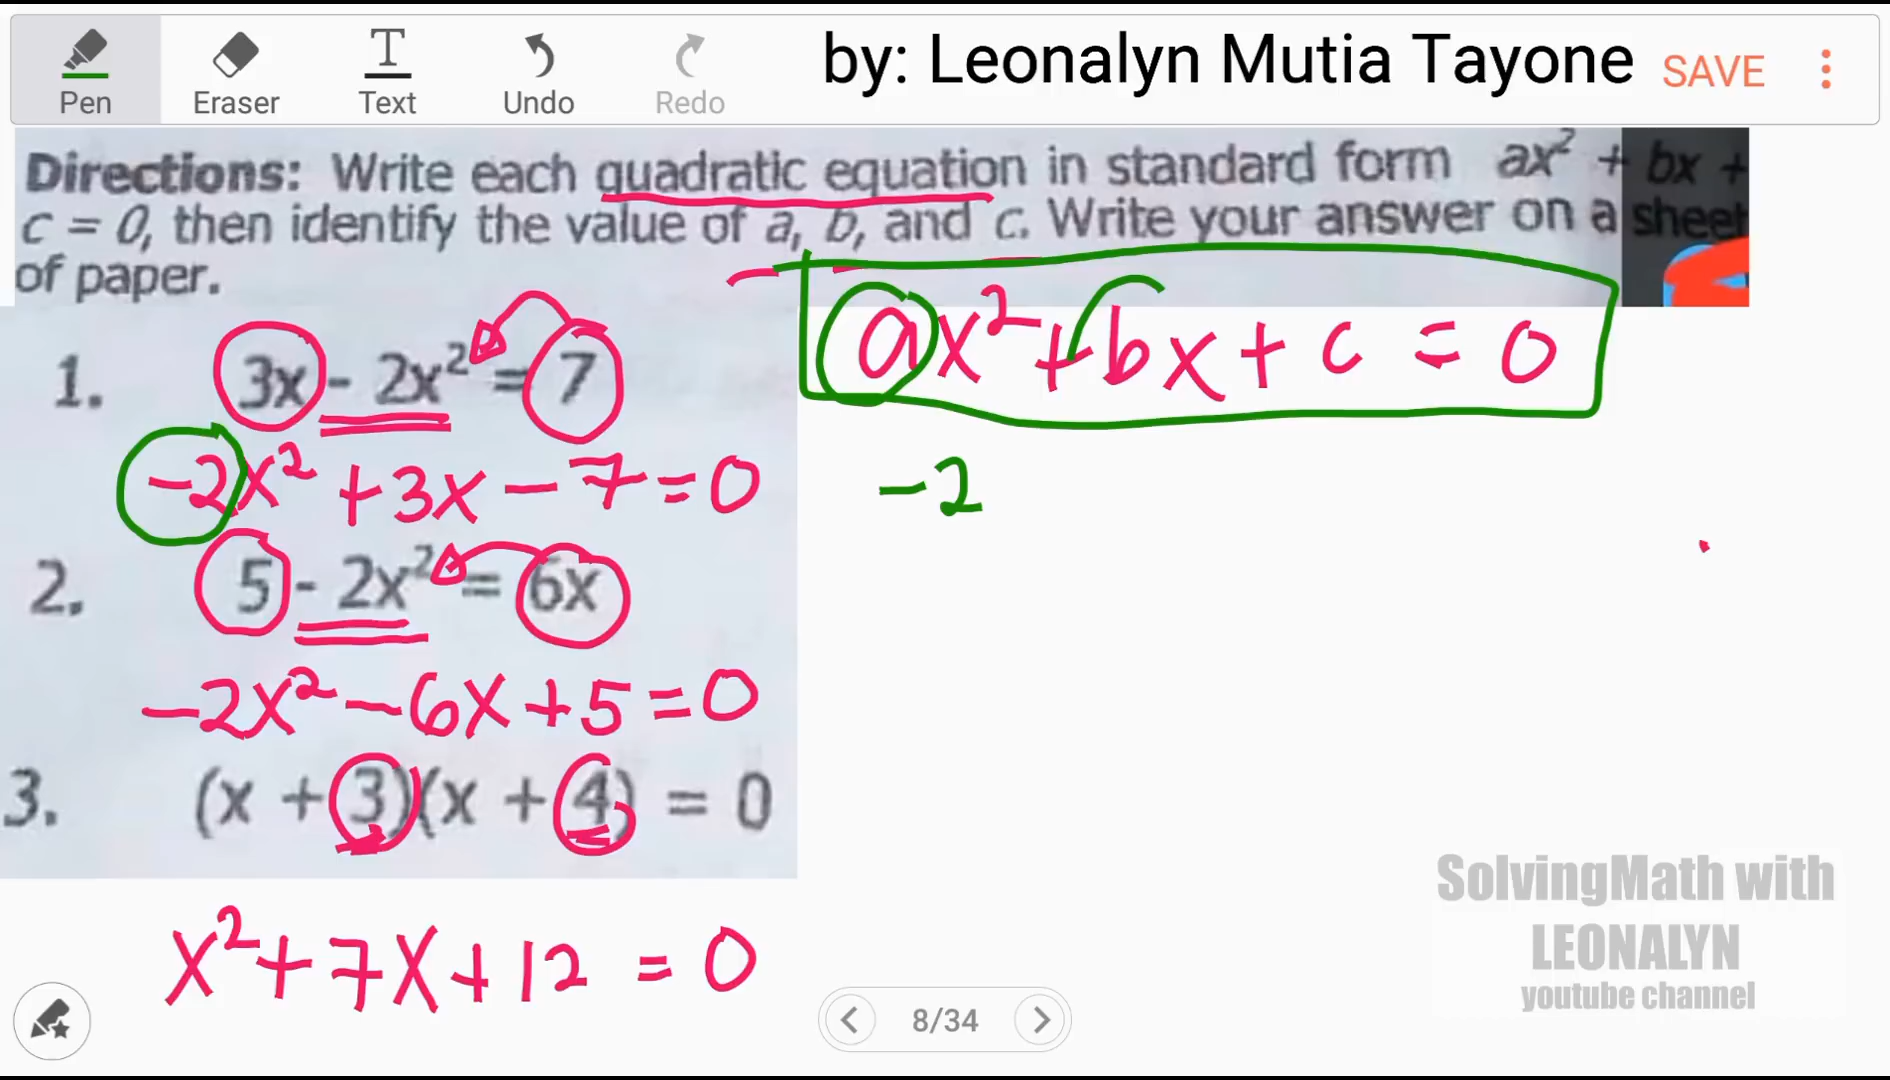 by: Leonalyn Mutia Tayone
SAVE
Pen
Eraser
Text
Undo
Redo
Directions: Write each quadratic equation in standard form ax² + bx +
c = 0, then identify the value of a, b, and c. Write your answer on a sheet
of paper.
ax² + bx + c = 0
1. 3x - 2x² = 7
-2x² + 3x - 7 = 0
-2
2. 5 - 2x² = 6x
-2x² - 6x + 5 = 0
3. (x + 3)(x + 4) = 0
x² + 7x + 12 = 0
SolvingMath with
LEONALYN
youtube channel
8/34